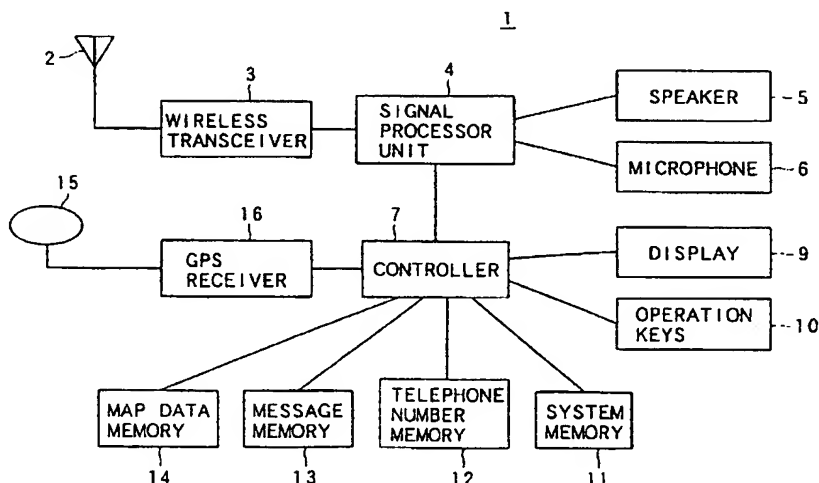 1
2
3
4
WIRELESS
TRANSCEIVER
SIGNAL
PROCESSOR
UNIT
SPEAKER
5
MICROPHONE
6
15
16
7
GPS
RECEIVER
CONTROLLER
DISPLAY
9
OPERATION
KEYS
10
MAP DATA
MEMORY
MESSAGE
MEMORY
TELEPHONE
NUMBER
MEMORY
SYSTEM
MEMORY
14
13
12
11